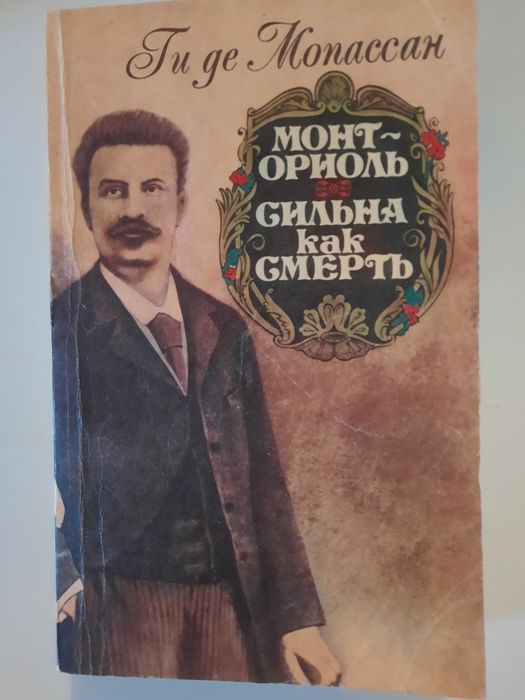 Ги де Мопассан
МОНТ-
ОРИОЛЬ
СИЛЬНА
как
СМЕРТЬ